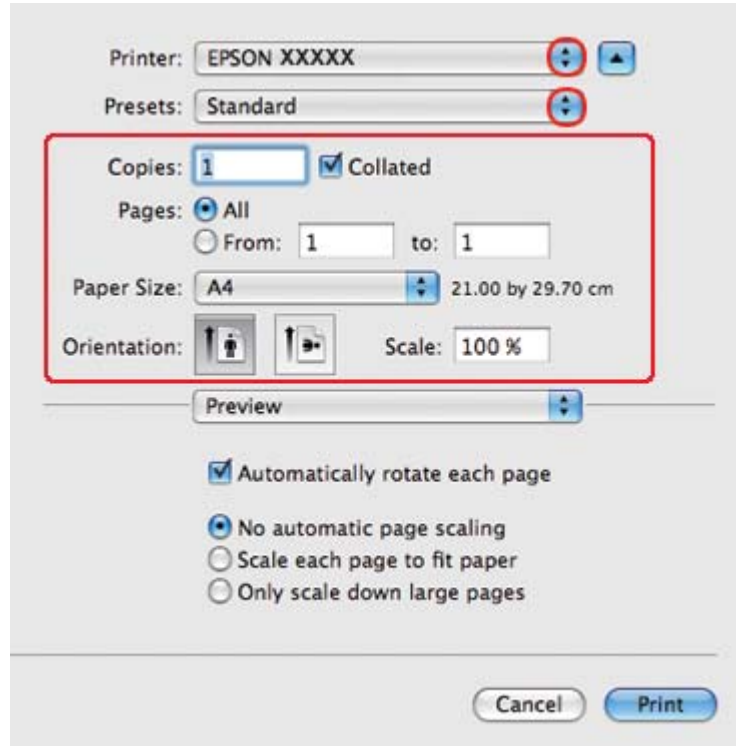 Printer: EPSON XXXXX
Presets: Standard
Copies: 1 Collated
Pages: All
From: 1 to: 1
Paper Size: A4 21.00 by 29.70 cm
Orientation: Scale: 100 %
Preview
Automatically rotate each page
No automatic page scaling
Scale each page to fit paper
Only scale down large pages
Cancel Print